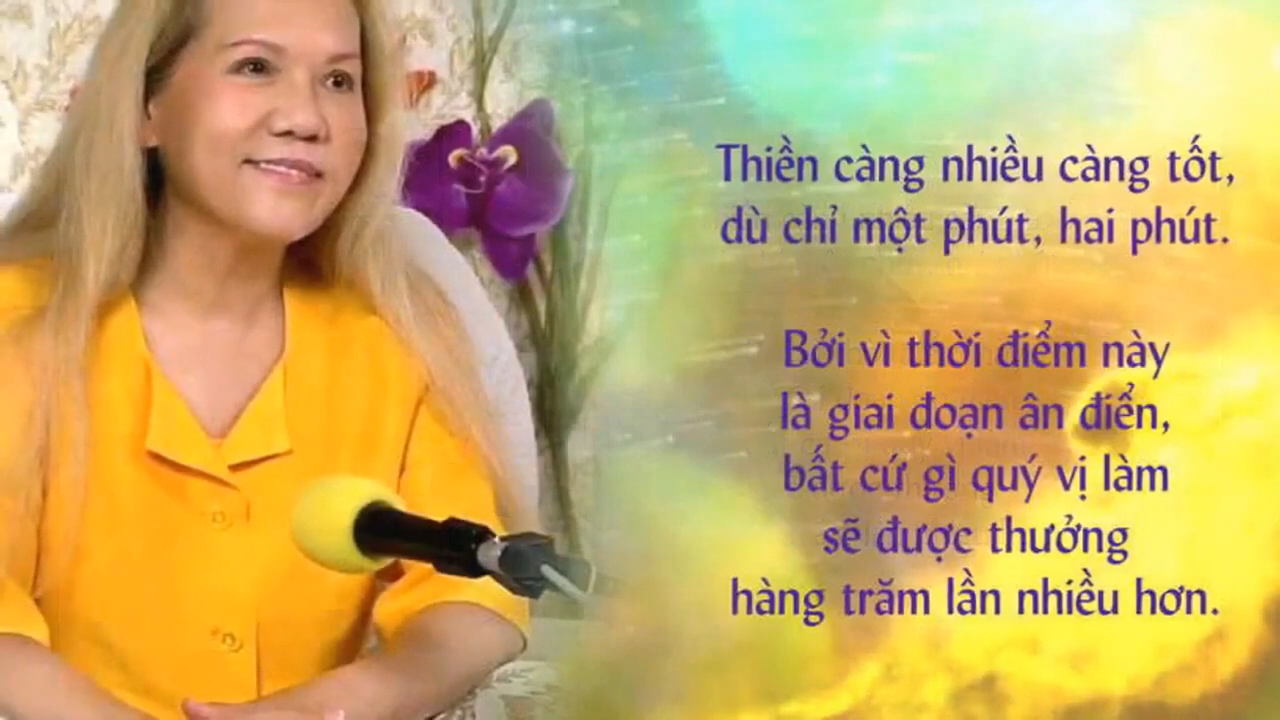 Thiền càng nhiều càng tốt,
dù chỉ một phút, hai phút.
Bởi vì thời điểm này
là giai đoạn ân điển,
bất cứ gì quý vị làm
sẽ được thưởng
hàng trăm lần nhiều hơn.